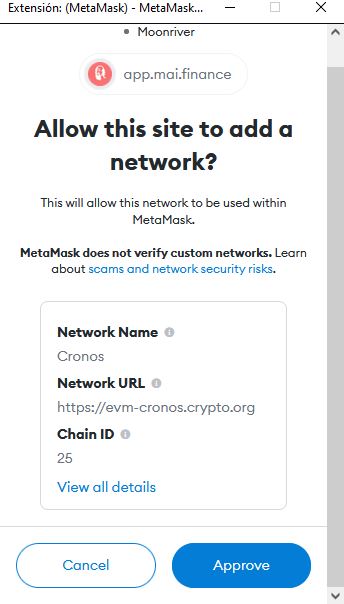 Extensión: (MetaMask) - MetaMask...
Moonriver
app.mai.finance
Allow this site to add a
network?
This will allow this network to be used within
MetaMask.
MetaMask does not verify custom networks. Learn
about scams and network security risks.
Network Name
Cronos
Network URL
https://evm-cronos.crypto.org
Chain ID
25
View all details
Cancel
Approve